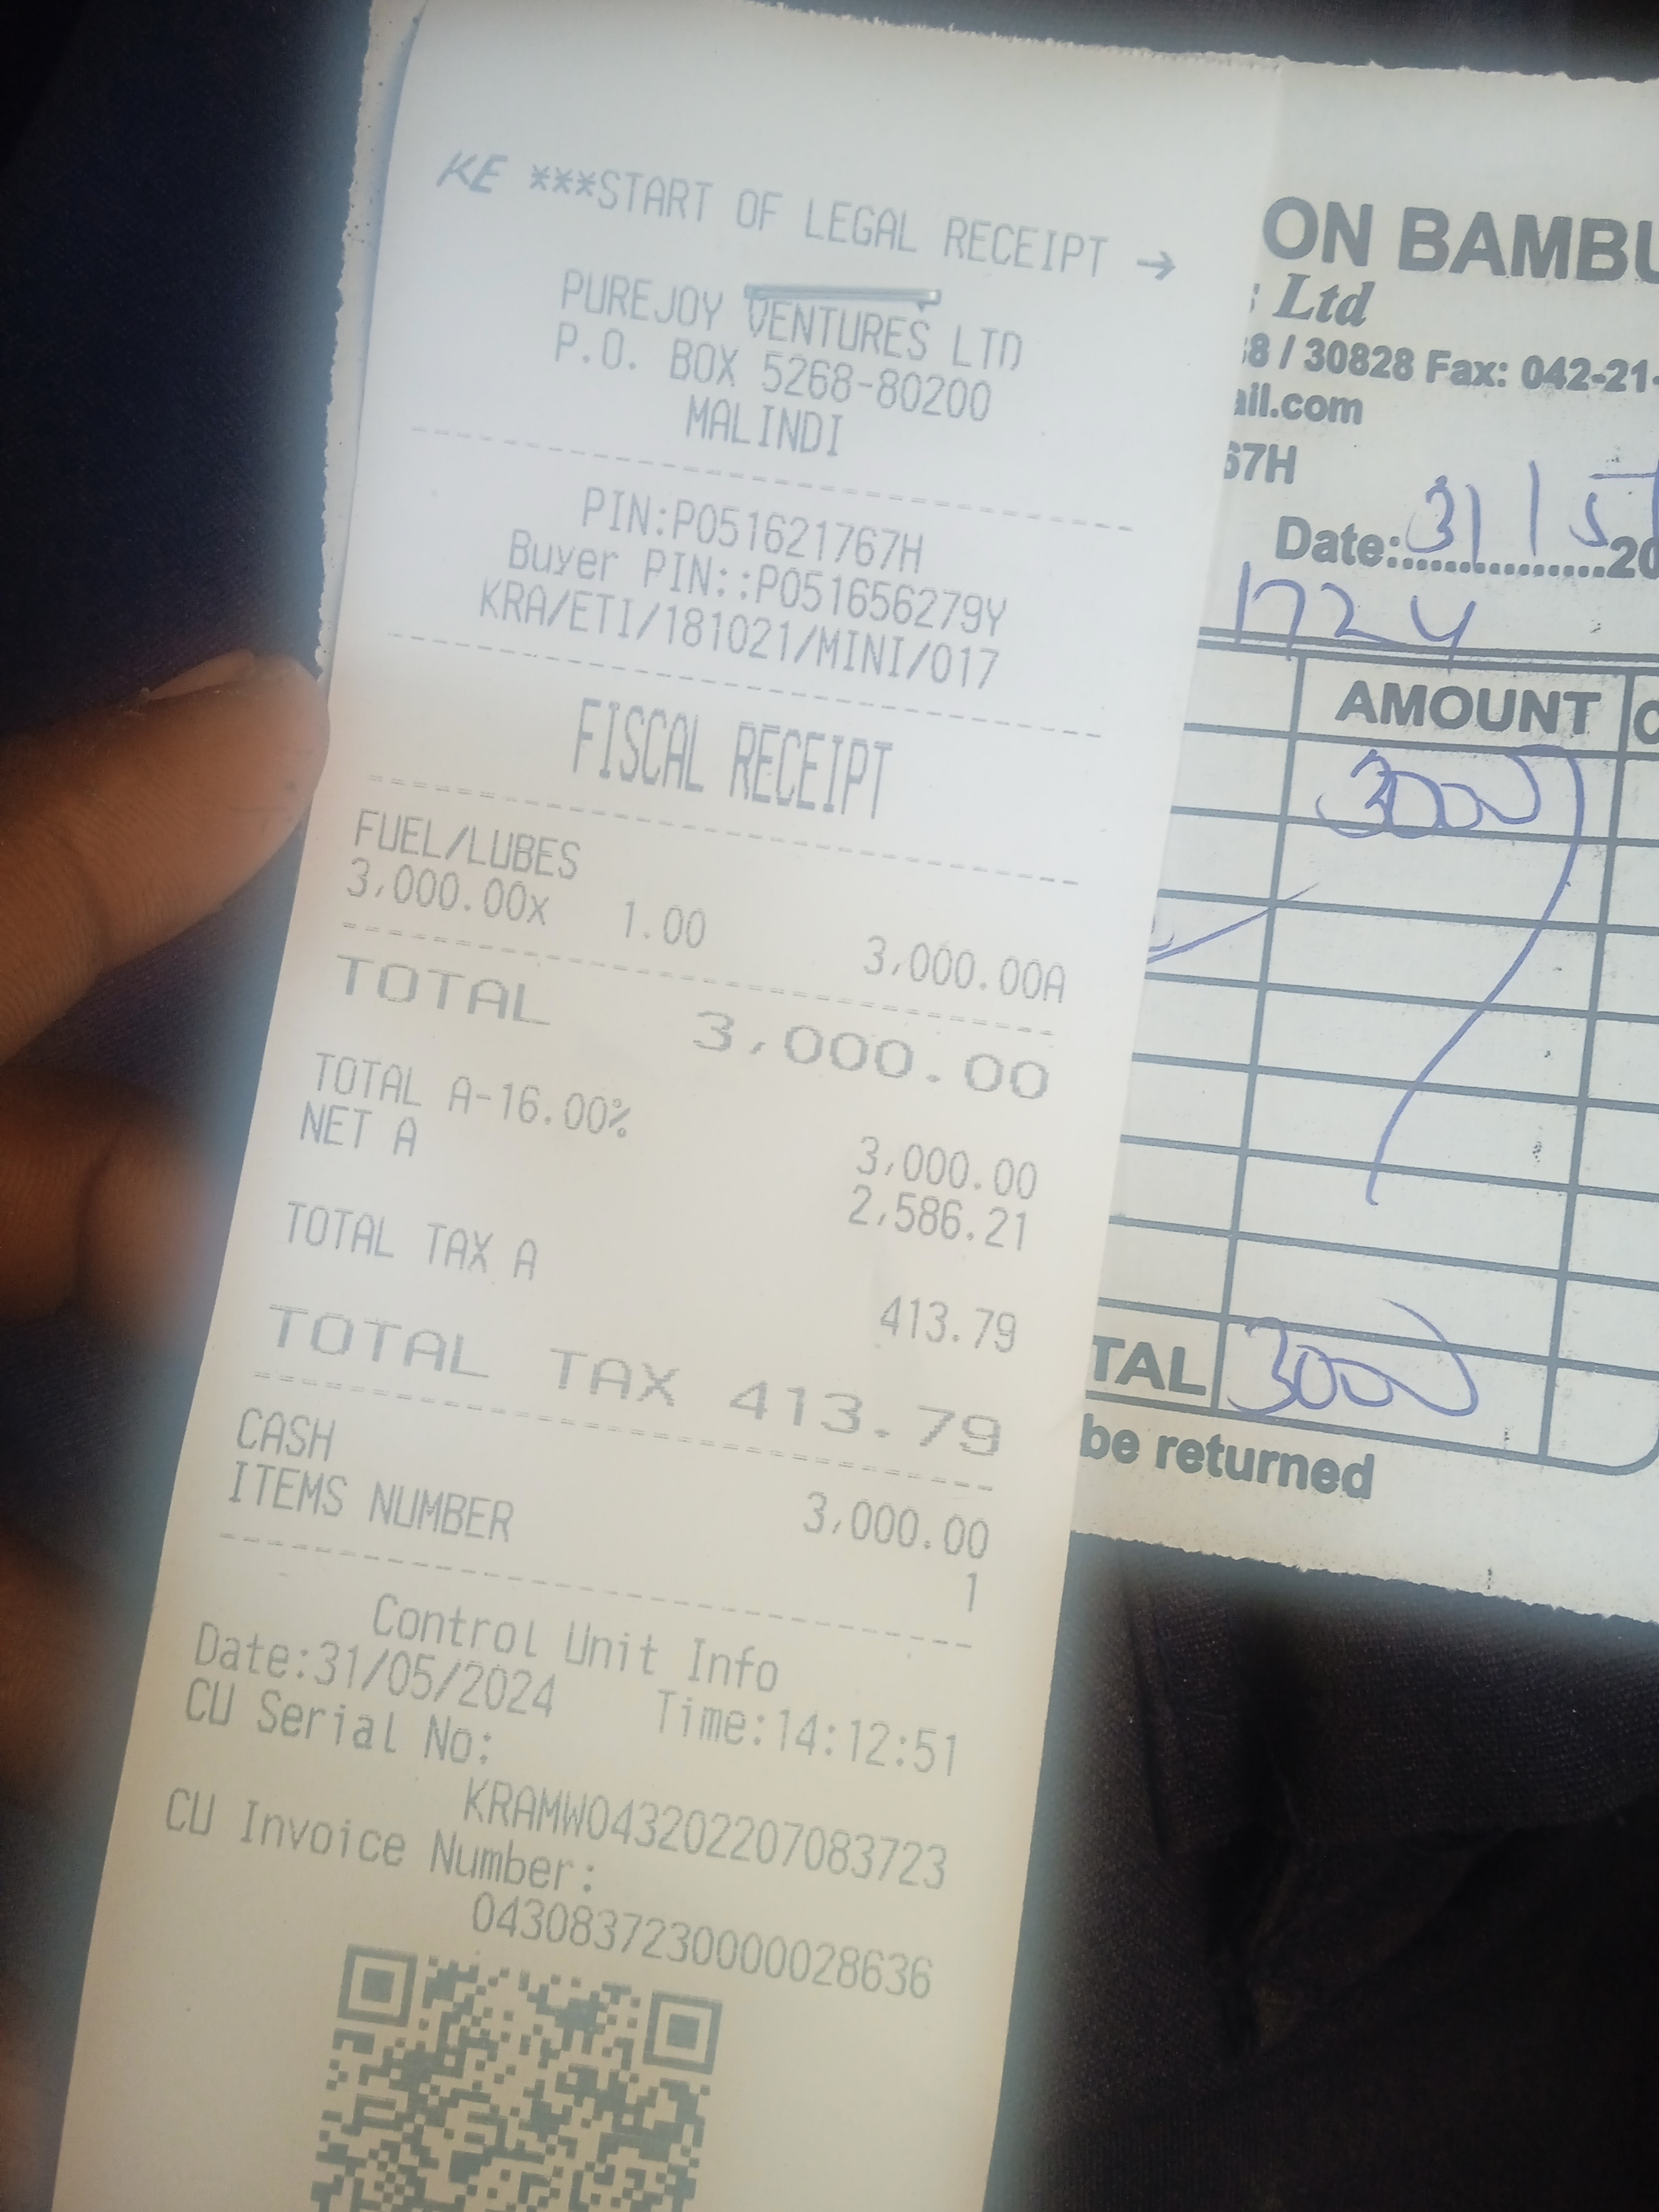 KE ***START OF LEGAL RECEIPT →
PUREJOY VENTURES LTD
P.O. BOX 5268-80200
MALINDI
PIN:P051621767H
Buyer PIN::P051656279Y
KRA/ETI/181021/MINI/017
FISCAL RECEIPT
FUEL/LUBES
3,000.00x 1.00 3,000.00A
TOTAL 3,000.00
TOTAL A-16.00% 3,000.00
NET A 2,586.21
TOTAL TAX A 413.79
TOTAL TAX 413.79
CASH 3,000.00
ITEMS NUMBER 1
Control Unit Info
Date:31/05/2024 Time:14:12:51
CU Serial No:
KRAMW043202207083723
CU Invoice Number:
0430837230000028636
ON BAMBU
Ltd
8 / 30828 Fax: 042-21-
ail.com
67H
Date:31/5 20
172 Y
AMOUNT
3000
TAL 3000
be returned